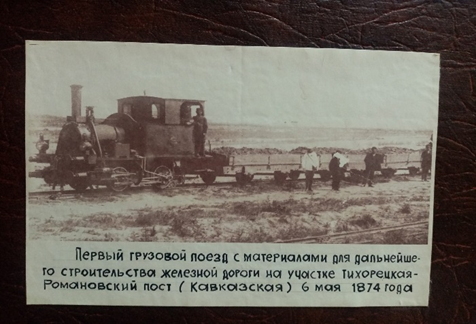 Первый грузовой поезд с материалами для дальнейше-
го строительства железной дороги на участке Тихорецкая-
Романовский пост (Кавказская) 6 мая 1874 года